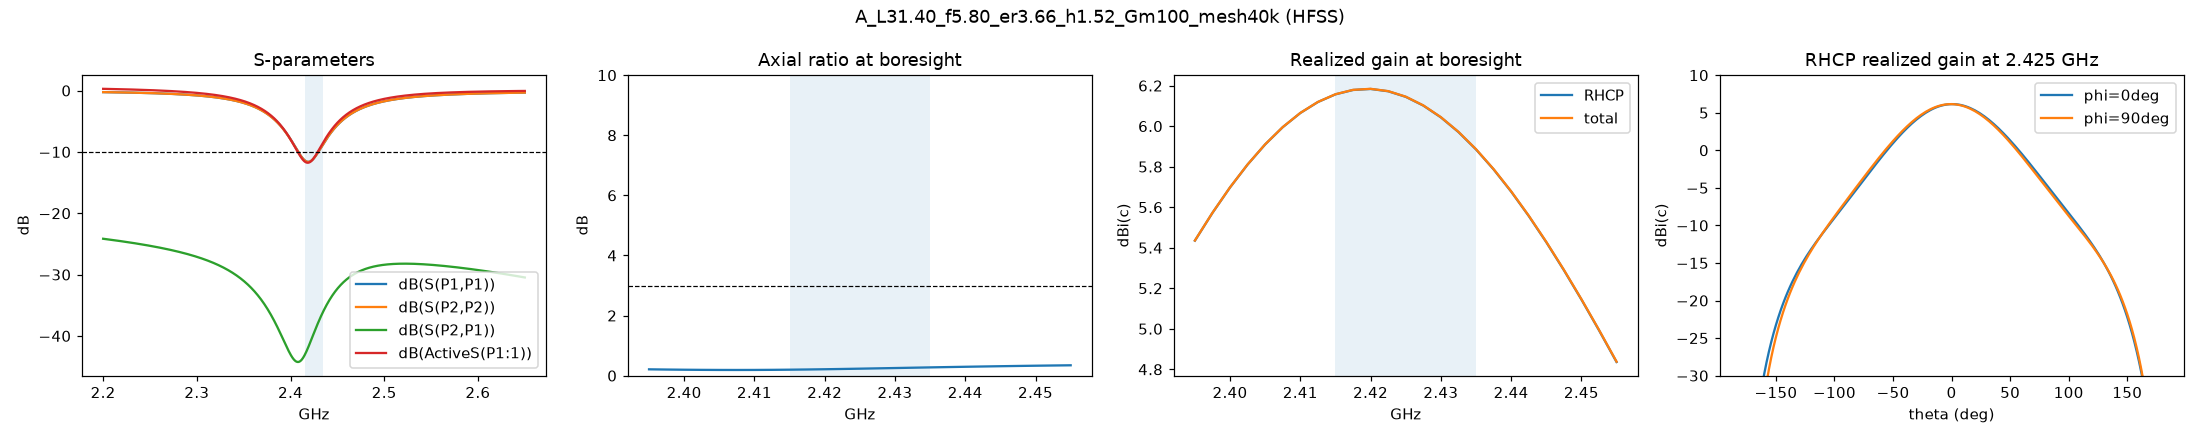 A_L31.40_f5.80_er3.66_h1.52_Gm100_mesh40k (HFSS)
S-parameters
dB
0
−10
−20
−30
−40
2.2 2.3 2.4 2.5 2.6
GHz
dB(S(P1,P1))
dB(S(P2,P2))
dB(S(P2,P1))
dB(ActiveS(P1:1))
Axial ratio at boresight
dB
10
8
6
4
2
0
2.40 2.41 2.42 2.43 2.44 2.45
GHz
Realized gain at boresight
dBi(c)
6.2
6.0
5.8
5.6
5.4
5.2
5.0
4.8
2.40 2.41 2.42 2.43 2.44 2.45
GHz
RHCP
total
RHCP realized gain at 2.425 GHz
dBi(c)
10
5
0
−5
−10
−15
−20
−25
−30
−150 −100 −50 0 50 100 150
theta (deg)
phi=0deg
phi=90deg